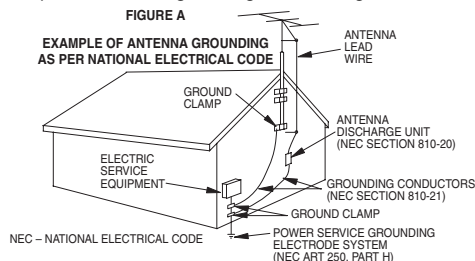 FIGURE A
EXAMPLE OF ANTENNA GROUNDING
AS PER NATIONAL ELECTRICAL CODE
ANTENNA
LEAD
WIRE
GROUND
CLAMP
ANTENNA
DISCHARGE UNIT
(NEC SECTION 810-20)
ELECTRIC
SERVICE
EQUIPMENT
GROUNDING CONDUCTORS
(NEC SECTION 810-21)
GROUND CLAMP
NEC – NATIONAL ELECTRICAL CODE
POWER SERVICE GROUNDING
ELECTRODE SYSTEM
(NEC ART 250, PART H)